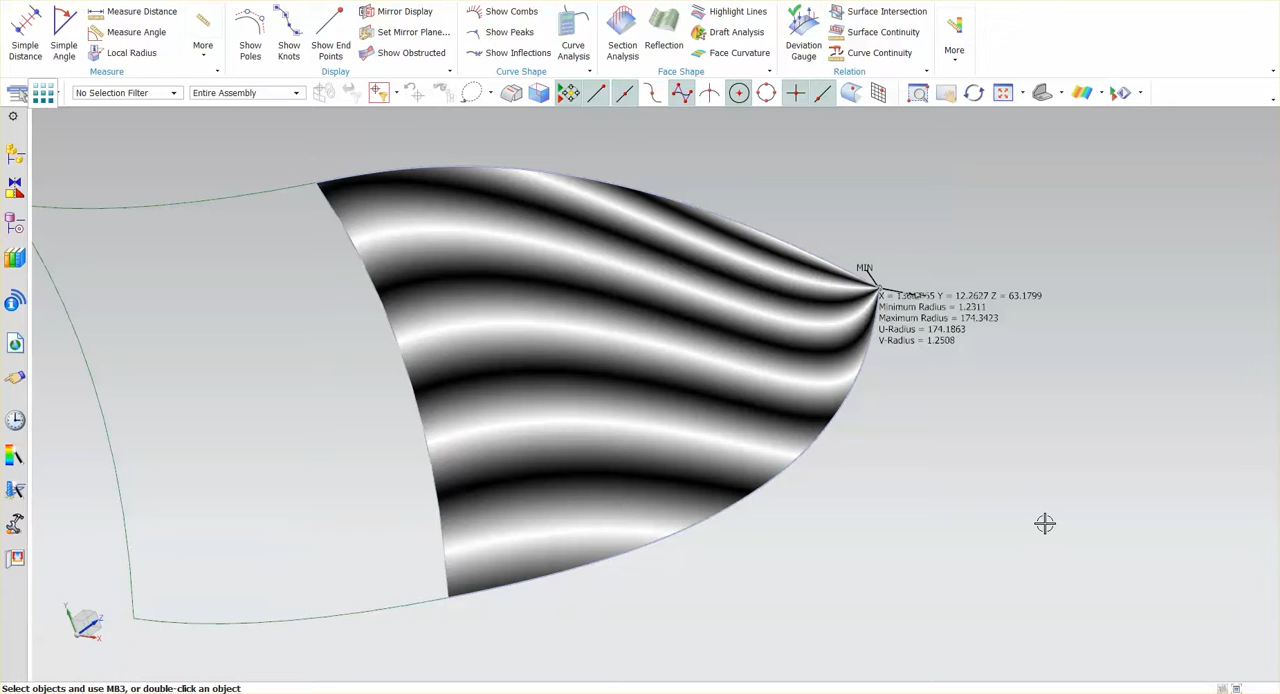 Simple Distance
Simple Angle
Measure Distance
Measure Angle
Local Radius
More
Measure
Show Poles
Show Knots
Show End Points
Mirror Display
Set Mirror Plane...
Show Obstructed
Display
Show Combs
Show Peaks
Show Inflections
Curve Analysis
Curve Shape
Section Analysis
Reflection
Highlight Lines
Draft Analysis
Face Curvature
Face Shape
Deviation Gauge
Surface Intersection
Surface Continuity
Curve Continuity
Relation
More
No Selection Filter
Entire Assembly
MIN
Y = 12.2627 Z = 63.1799
Minimum Radius = 1.2311
Maximum Radius = 174.3423
U-Radius = 174.1863
V-Radius = 1.2508
Y
Z
X
Select objects and use MB3, or double-click an object